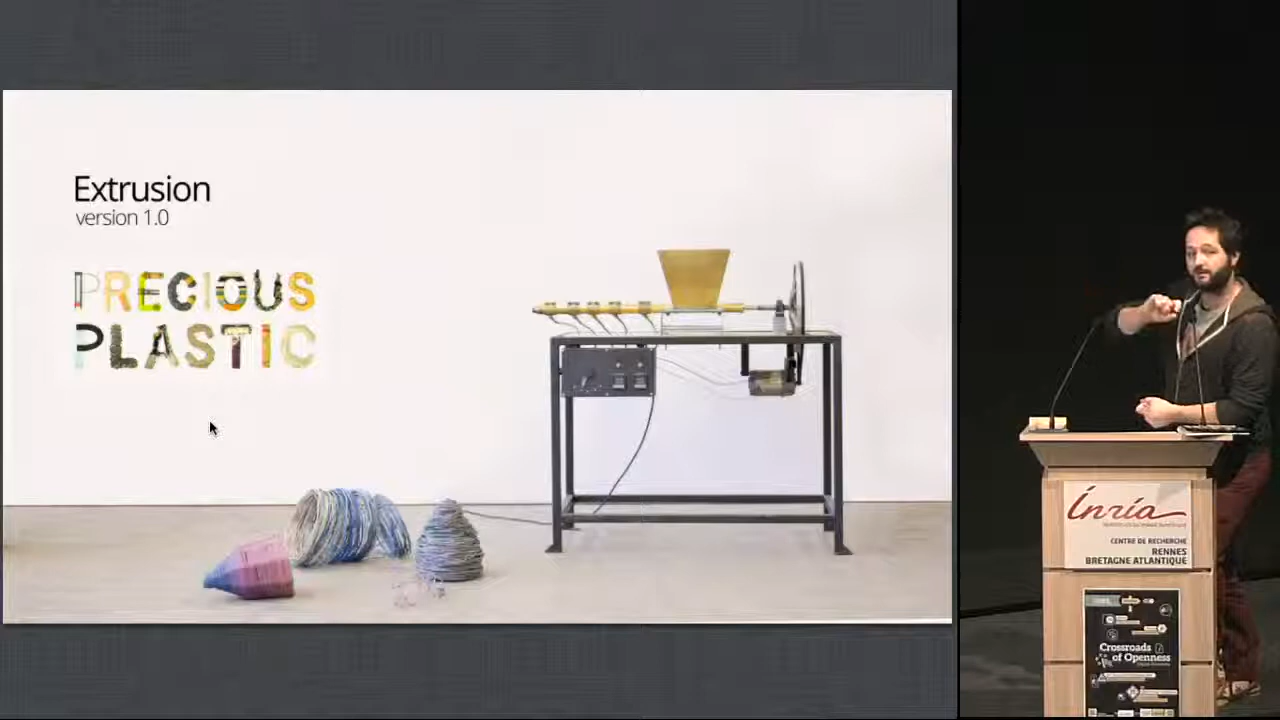 Extrusion
version 1.0
PRECIOUS
PLASTIC
Inria
CENTRE DE RECHERCHE
RENNES
BRETAGNE ATLANTIQUE
Crossroads
of Openness